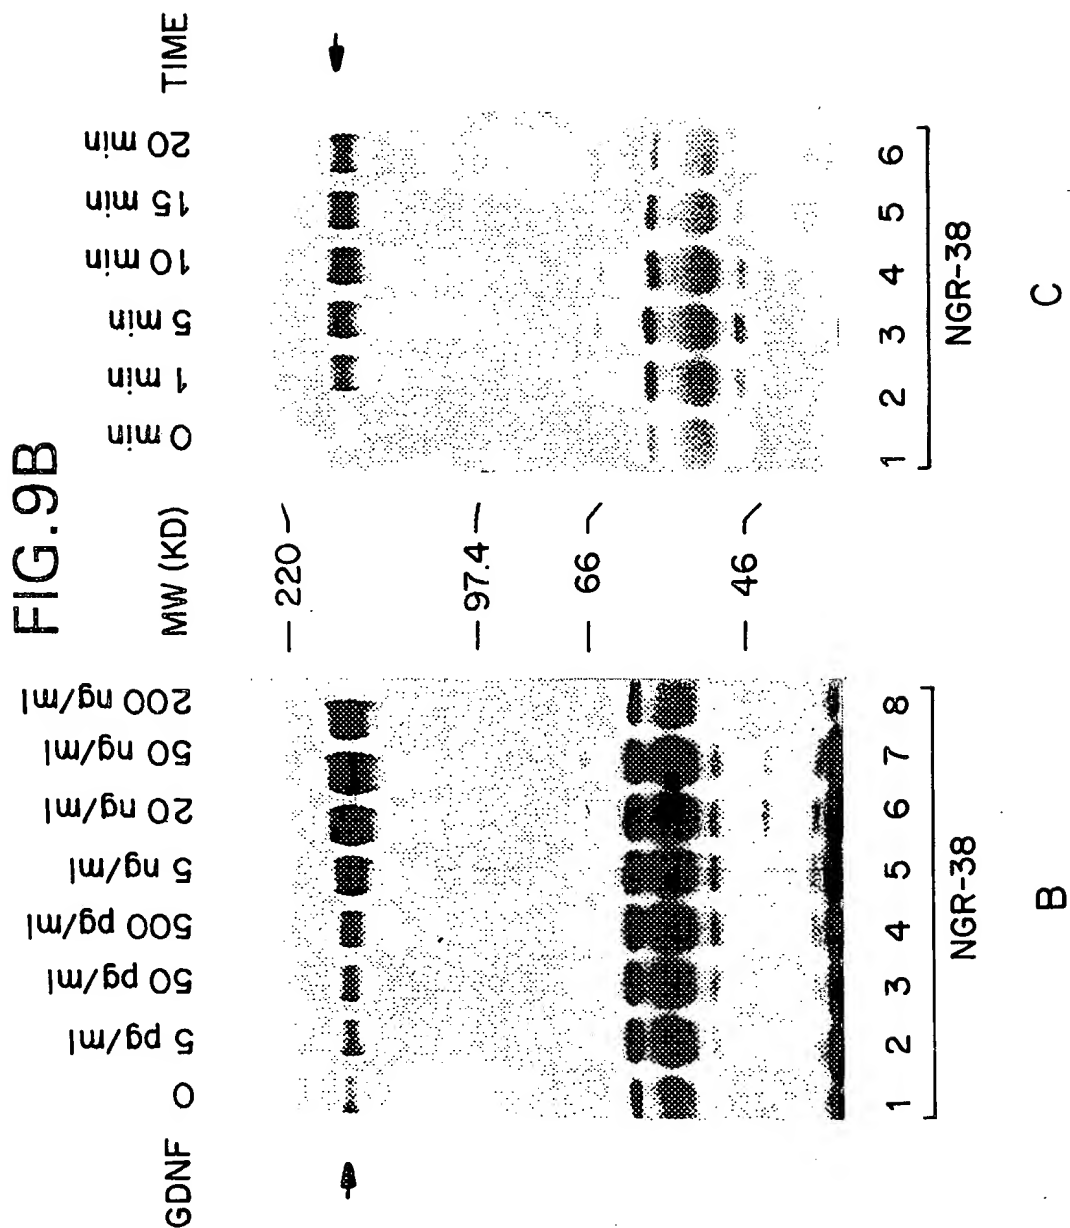 FIG.9B
GDNF 0 5 pg/ml 50 pg/ml 500 pg/ml 5 ng/ml 20 ng/ml 50 ng/ml 200 ng/ml
MW (KD)
0 min 1 min 5 min 10 min 15 min 20 min TIME
220
97.4
66
46
1 2 3 4 5 6 7 8
NGR-38
B
1 2 3 4 5 6
NGR-38
C